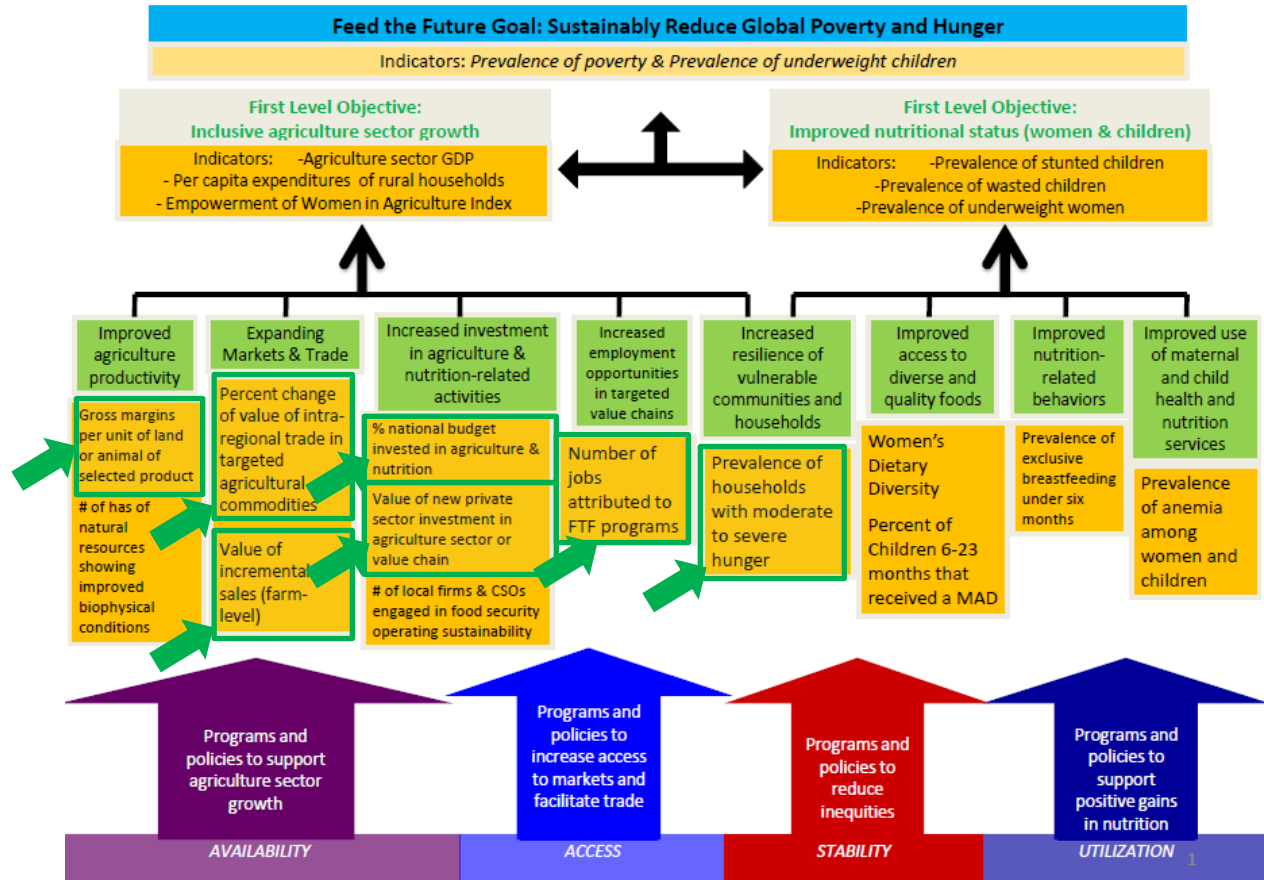 Feed the Future Goal: Sustainably Reduce Global Poverty and Hunger
Indicators: Prevalence of poverty & Prevalence of underweight children
First Level Objective:
Inclusive agriculture sector growth
Indicators: -Agriculture sector GDP
- Per capita expenditures of rural households
- Empowerment of Women in Agriculture Index
First Level Objective:
Improved nutritional status (women & children)
Indicators: -Prevalence of stunted children
-Prevalence of wasted children
-Prevalence of underweight women
Improved
agriculture
productivity
Gross margins
per unit of land
or animal of
selected product
# of has of
natural
resources
showing
improved
biophysical
conditions
Expanding
Markets & Trade
Percent change
of value of intra-
regional trade in
targeted
agricultural
commodities
Value of
incremental
sales (farm-
level)
Increased investment
in agriculture &
nutrition-related
activities
% national budget
invested in agriculture &
nutrition
Value of new private
sector investment in
agriculture sector or
value chain
# of local firms & CSOs
engaged in food security
operating sustainability
Increased
employment
opportunities
in targeted
value chains
Number of
jobs
attributed to
FTF programs
Increased
resilience of
vulnerable
communities and
households
Prevalence of
households
with moderate
to severe
hunger
Improved
access to
diverse and
quality foods
Women's
Dietary
Diversity
Percent of
Children 6-23
months that
received a MAD
Improved
nutrition-
related
behaviors
Prevalence of
exclusive
breastfeeding
under six
months
Improved use
of maternal
and child
health and
nutrition
services
Prevalence
of anemia
among
women and
children
Programs and
policies to support
agriculture sector
growth
Programs and
policies to
increase access
to markets and
facilitate trade
Programs and
policies to
reduce
inequities
Programs and
policies to
support
positive gains
in nutrition
AVAILABILITY
ACCESS
STABILITY
UTILIZATION
1